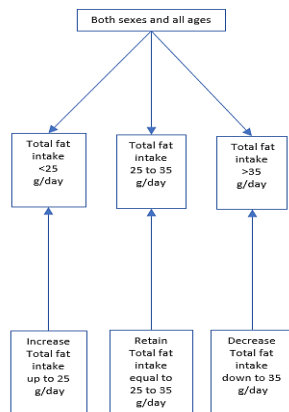 Both sexes and all ages
Total fat
intake
<25
g/day
Total fat
intake
25 to 35
g/day
Total fat
intake
>35
g/day
Increase
Total fat
intake
up to 25
g/day
Retain
Total fat
intake
equal to
25 to 35
g/day
Decrease
Total fat
intake
down to 35
g/day